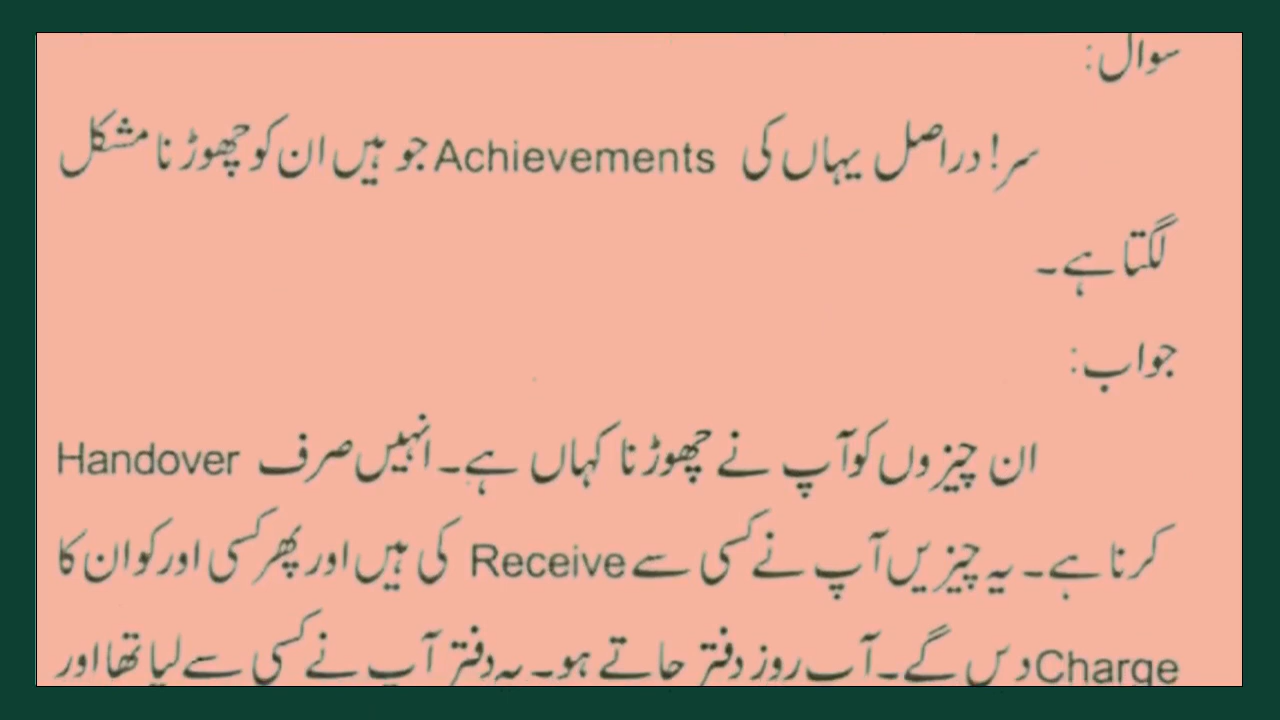 سوال:
سر! دراصل یہاں کی Achievements جو ہیں ان کو چھوڑنا مشکل
لگتا ہے۔
جواب:
ان چیزوں کو آپ نے چھوڑنا کہاں ہے۔ انہیں صرف Handover
کرنا ہے۔ یہ چیزیں آپ نے کسی سے Receive کی ہیں اور پھر کسی اور کو ان کا
Charge دیں گے۔ آپ روز دفتر جاتے ہو۔ یہ دفتر آپ نے کسی سے لیا تھا اور